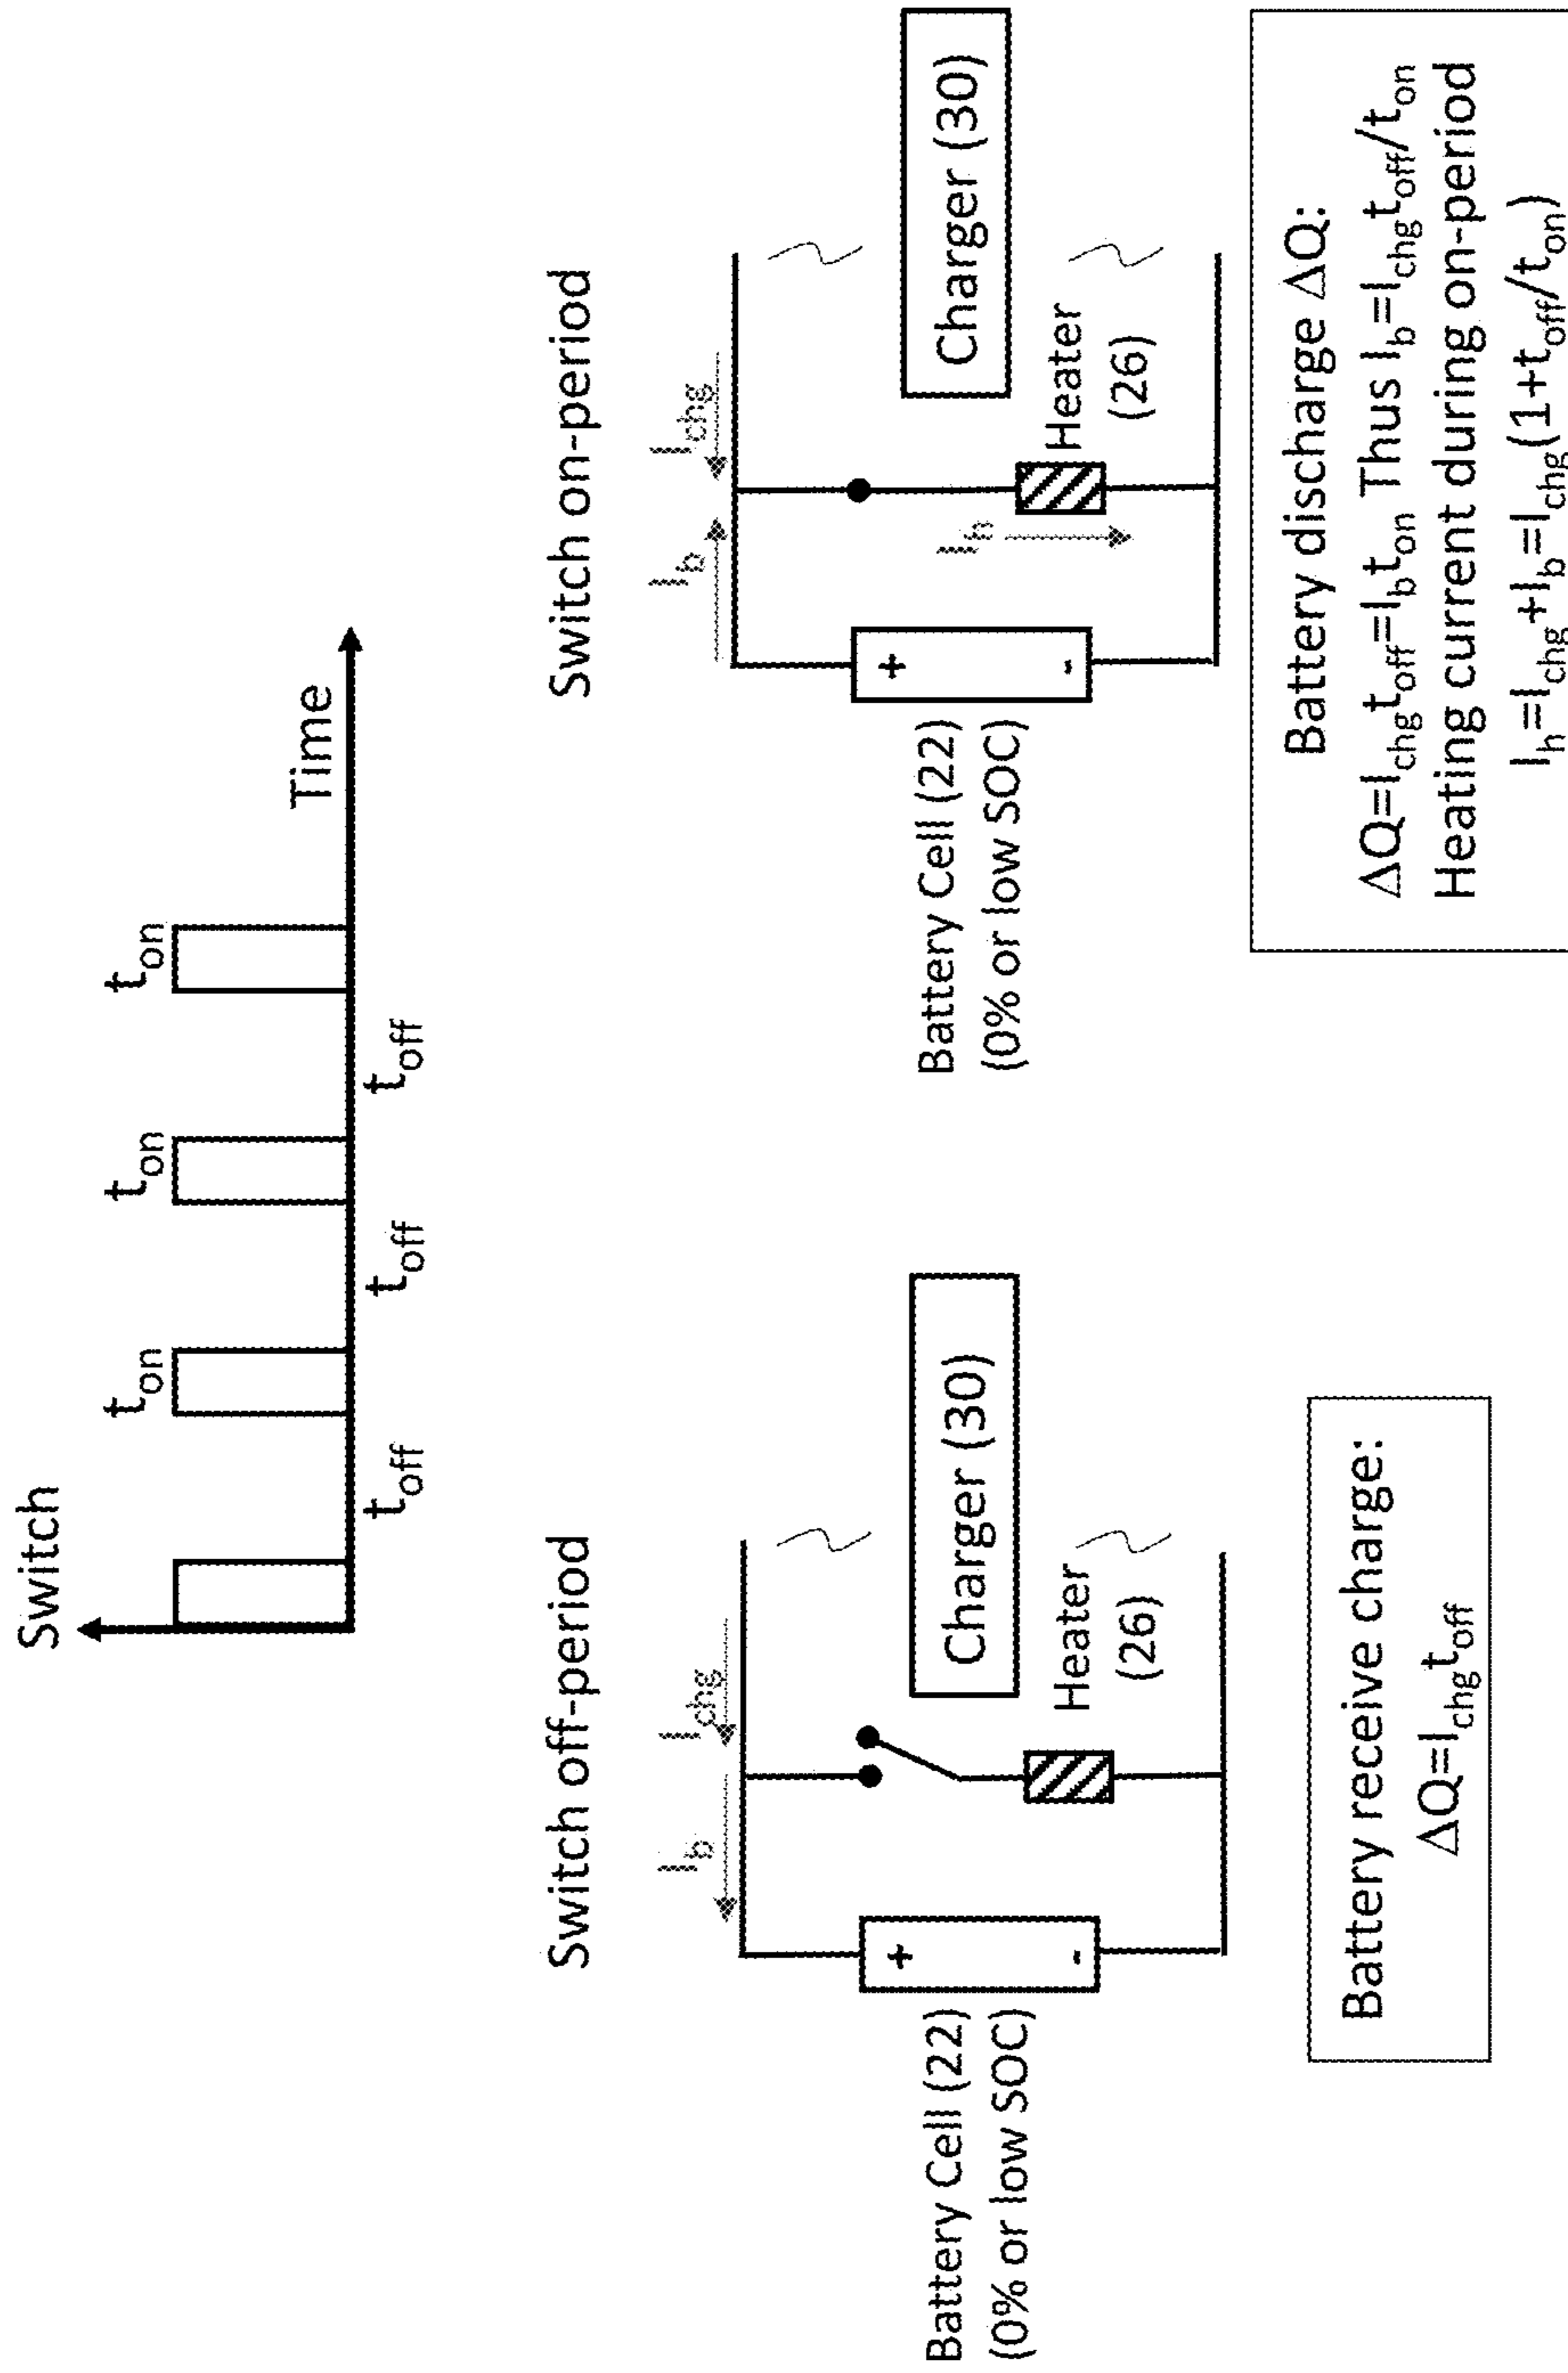 Switch
t_on
t_on
t_on
Time
t_off
t_off
t_off
Switch off-period
I_b
I_chg
Battery Cell (22)
(0% or low SOC)
+
-
Charger (30)
Heater
(26)
Battery receive charge:
ΔQ=I_chg t_off
Switch on-period
I_b
I_chg
I_h
Battery Cell (22)
(0% or low SOC)
+
-
Charger (30)
Heater
(26)
Battery discharge ΔQ:
ΔQ=I_chg t_off=I_b t_on Thus I_b=I_chg t_off/t_on
Heating current during on-period
I_h=I_chg+I_b=I_chg(1+t_off/t_on)